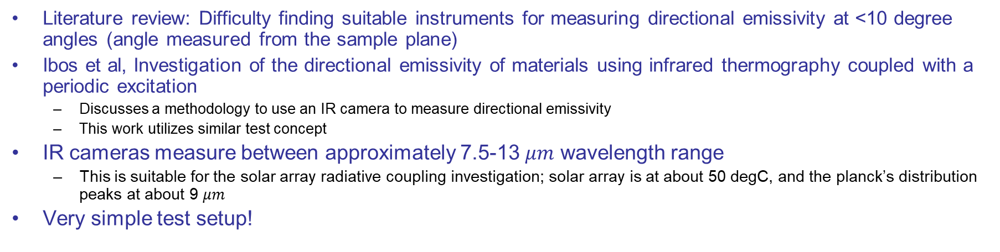 • Literature review: Difficulty finding suitable instruments for measuring directional emissivity at <10 degree
angles (angle measured from the sample plane)
• Ibos et al, Investigation of the directional emissivity of materials using infrared thermography coupled with a
periodic excitation
– Discusses a methodology to use an IR camera to measure directional emissivity
– This work utilizes similar test concept
• IR cameras measure between approximately 7.5-13 𝜇𝑚 wavelength range
– This is suitable for the solar array radiative coupling investigation; solar array is at about 50 degC, and the planck’s distribution
peaks at about 9 𝜇𝑚
• Very simple test setup!